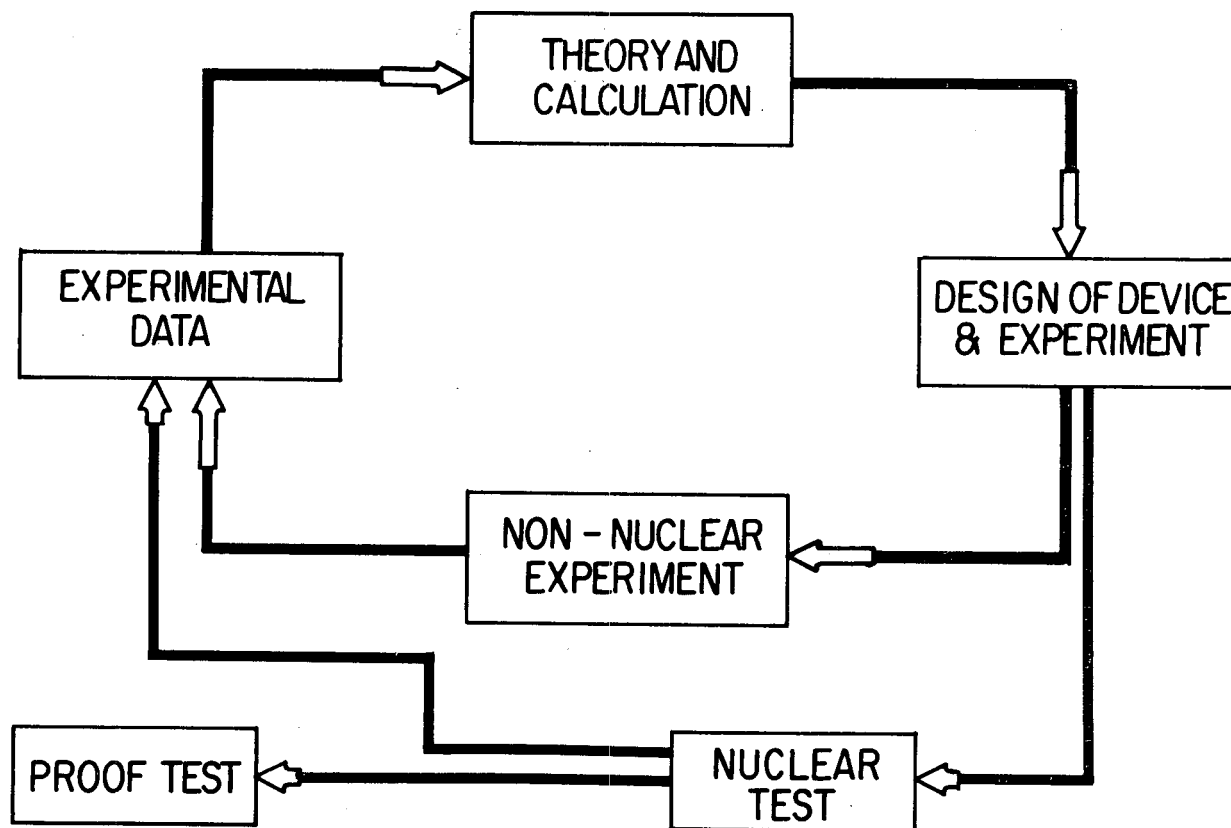 THEORY AND
CALCULATION
EXPERIMENTAL
DATA
DESIGN OF DEVICE
& EXPERIMENT
NON - NUCLEAR
EXPERIMENT
PROOF TEST
NUCLEAR
TEST